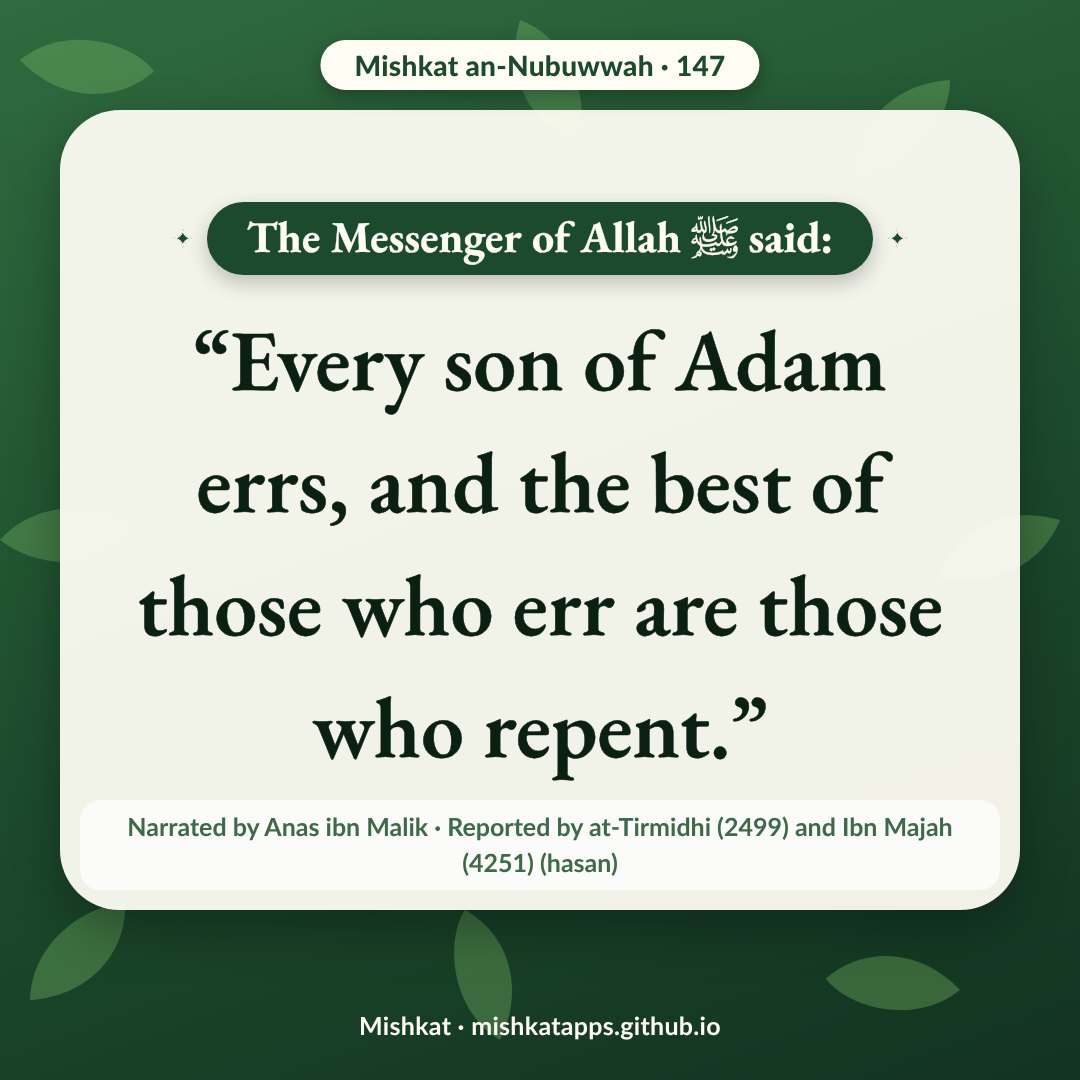 Mishkat an-Nubuwwah · 147
The Messenger of Allah ﷺ said:
“Every son of Adam
errs, and the best of
those who err are those
who repent.”
Narrated by Anas ibn Malik · Reported by at-Tirmidhi (2499) and Ibn Majah
(4251) (hasan)
Mishkat · mishkatapps.github.io